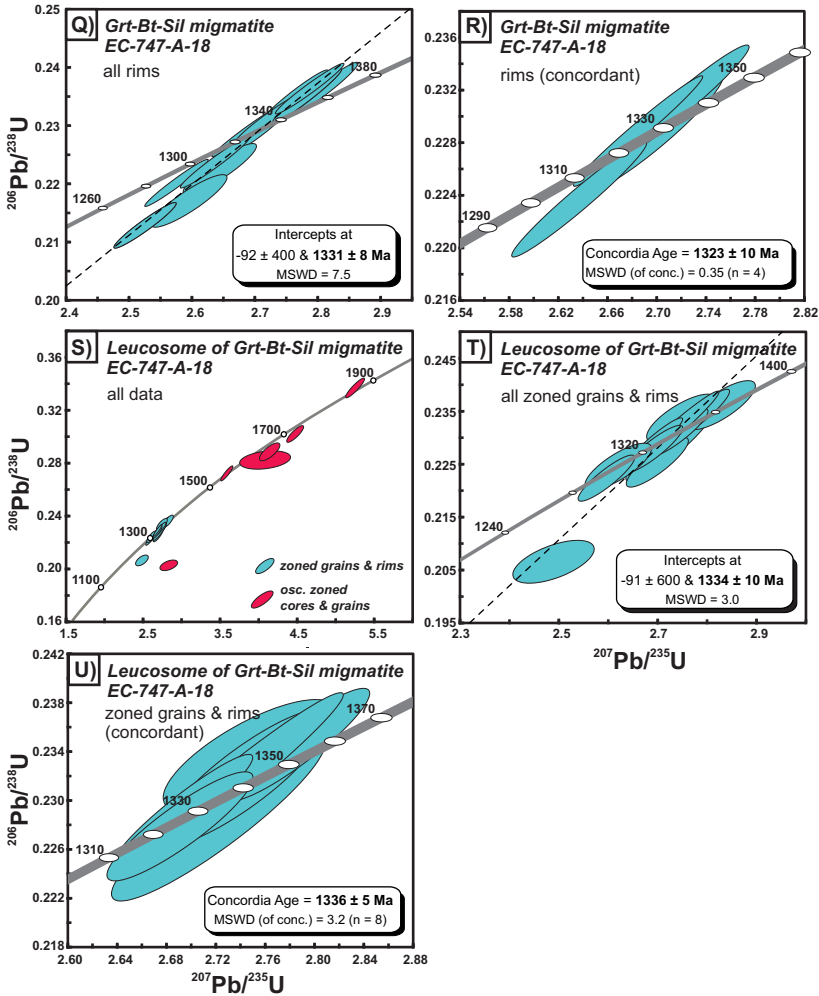 Q) Grt-Bt-Sil migmatite
EC-747-A-18
all rims
0.25
0.24
0.23
0.22
0.21
0.20
206Pb/238U
1260
1300
1340
1380
Intercepts at
-92 ± 400 & 1331 ± 8 Ma
MSWD = 7.5
2.4 2.5 2.6 2.7 2.8 2.9
R) Grt-Bt-Sil migmatite
EC-747-A-18
rims (concordant)
0.236
0.232
0.228
0.224
0.220
0.216
1290
1310
1330
1350
Concordia Age = 1323 ± 10 Ma
MSWD (of conc.) = 0.35 (n = 4)
2.54 2.58 2.62 2.66 2.70 2.74 2.78 2.82
S) Leucosome of Grt-Bt-Sil migmatite
EC-747-A-18
all data
0.36
0.32
0.28
0.24
0.20
0.16
206Pb/238U
1100
1300
1500
1700
1900
zoned grains & rims
osc. zoned
cores & grains
1.5 2.5 3.5 4.5 5.5
T) Leucosome of Grt-Bt-Sil migmatite
EC-747-A-18
all zoned grains & rims
0.245
0.235
0.225
0.215
0.205
0.195
1240
1320
1400
Intercepts at
-91 ± 600 & 1334 ± 10 Ma
MSWD = 3.0
2.3 2.5 2.7 2.9
207Pb/235U
U) Leucosome of Grt-Bt-Sil migmatite
EC-747-A-18
zoned grains & rims
(concordant)
0.242
0.238
0.234
0.230
0.226
0.222
0.218
206Pb/238U
1310
1330
1350
1370
Concordia Age = 1336 ± 5 Ma
MSWD (of conc.) = 3.2 (n = 8)
2.60 2.64 2.68 2.72 2.76 2.80 2.84 2.88
207Pb/235U